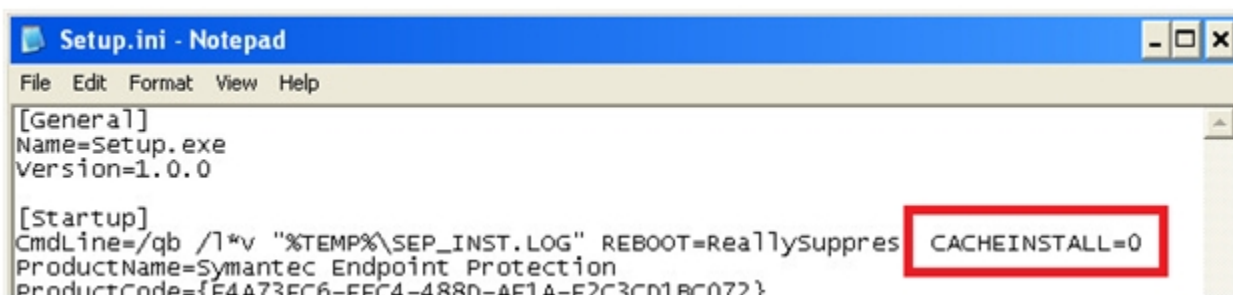 Setup.ini - Notepad
File Edit Format View Help
[General]
Name=Setup.exe
Version=1.0.0
[Startup]
CmdLine=/qb /l*v "%TEMP%\SEP_INST.LOG" REBOOT=ReallySuppres CACHEINSTALL=0
ProductName=Symantec Endpoint Protection